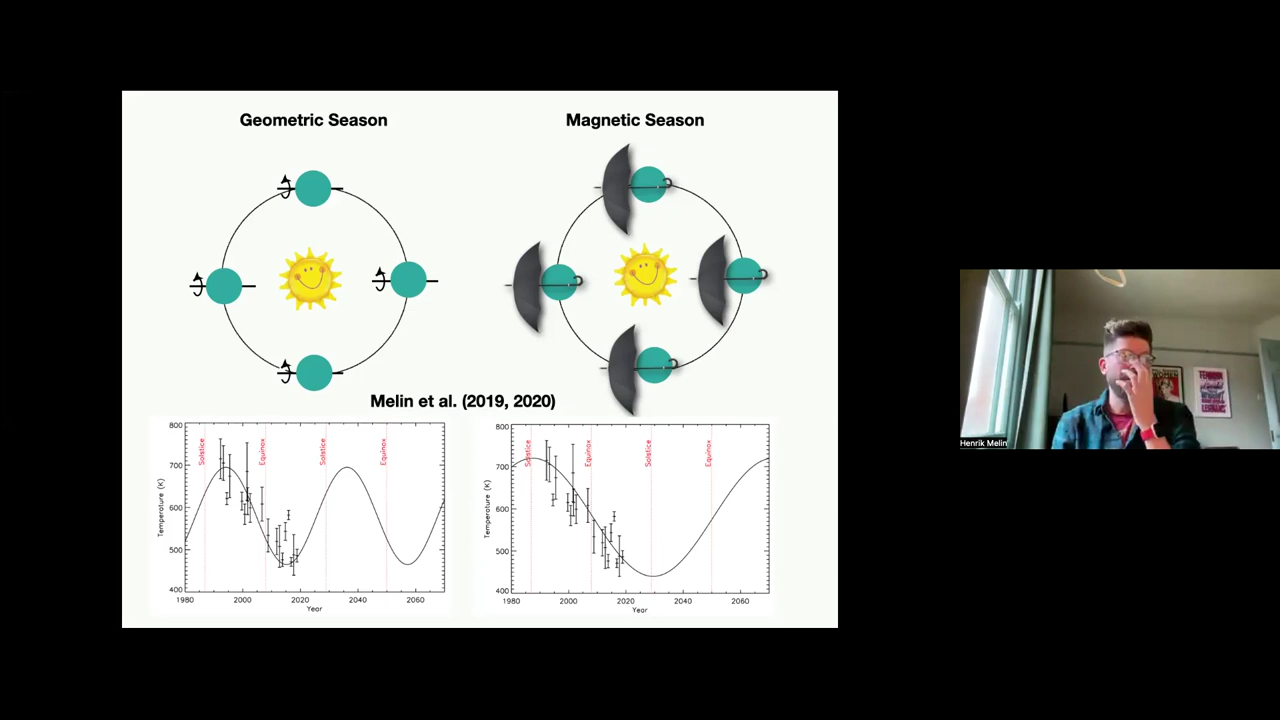 Geometric Season
Magnetic Season
Melin et al. (2019, 2020)
800
700
600
500
400
Temperature (K)
Solstice
Equinox
Solstice
Equinox
1980
2000
2020
2040
2060
Year
800
700
600
500
400
Temperature (K)
Solstice
Equinox
Solstice
Equinox
1980
2000
2020
2040
2060
Year
WOMEN
Henrik Melin